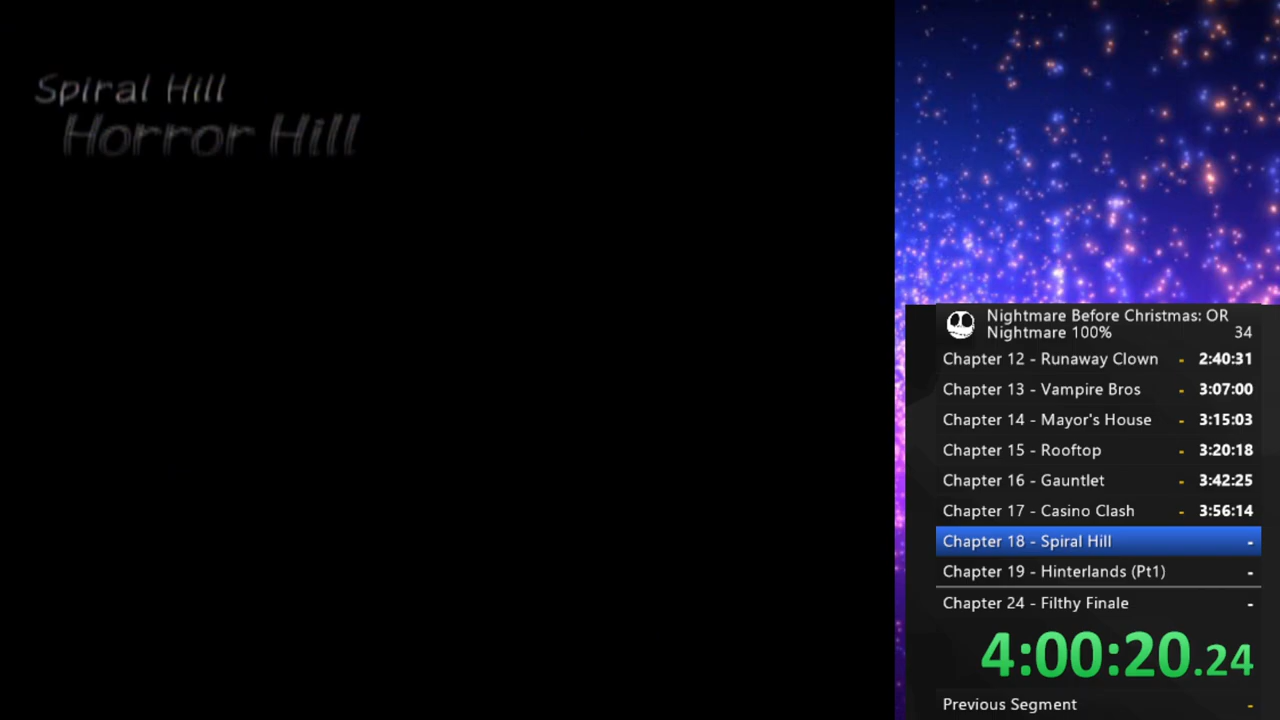 Spiral Hill
Horror Hill
Nightmare Before Christmas: OR
Nightmare 100% 34
Chapter 12 - Runaway Clown - 2:40:31
Chapter 13 - Vampire Bros - 3:07:00
Chapter 14 - Mayor's House - 3:15:03
Chapter 15 - Rooftop - 3:20:18
Chapter 16 - Gauntlet - 3:42:25
Chapter 17 - Casino Clash - 3:56:14
Chapter 18 - Spiral Hill -
Chapter 19 - Hinterlands (Pt1) -
Chapter 24 - Filthy Finale -
4:00:20.24
Previous Segment -